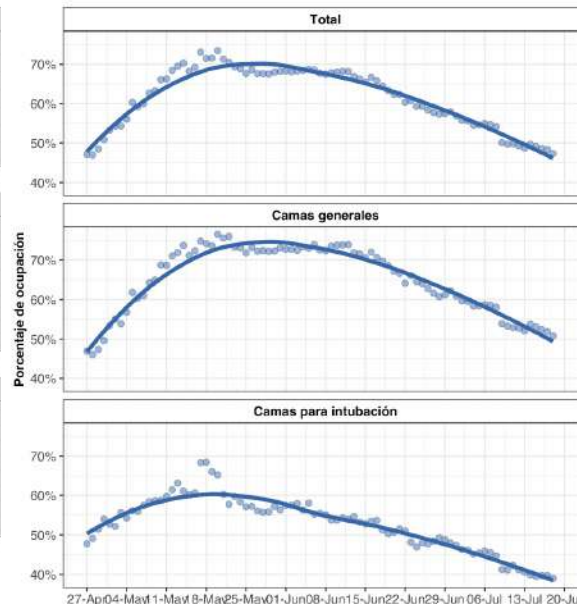 Total
70%
60%
50%
40%
Camas generales
70%
60%
50%
40%
Porcentaje de ocupación
Camas para intubación
70%
60%
50%
40%
27-Apr 04-May 11-May 18-May 25-May 01-Jun 08-Jun 15-Jun 22-Jun 29-Jun 06-Jul 13-Jul 20-Ju